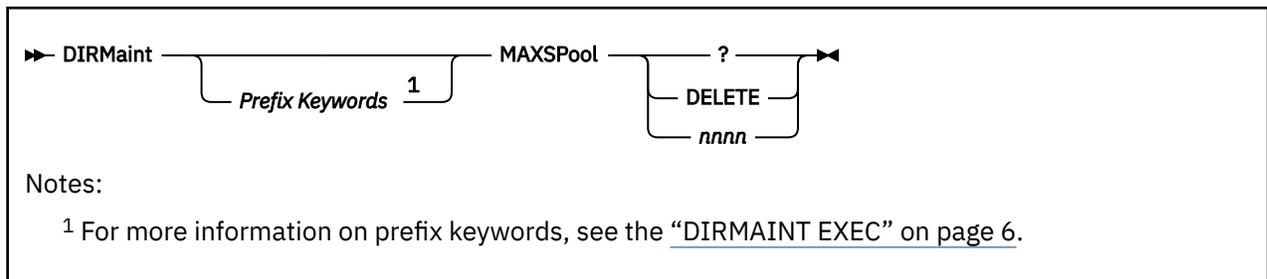 DIRMaint MAXSPool ?
Prefix Keywords 1
DELETE
nnnn
Notes:
1 For more information on prefix keywords, see the “DIRMAINT EXEC” on page 6.